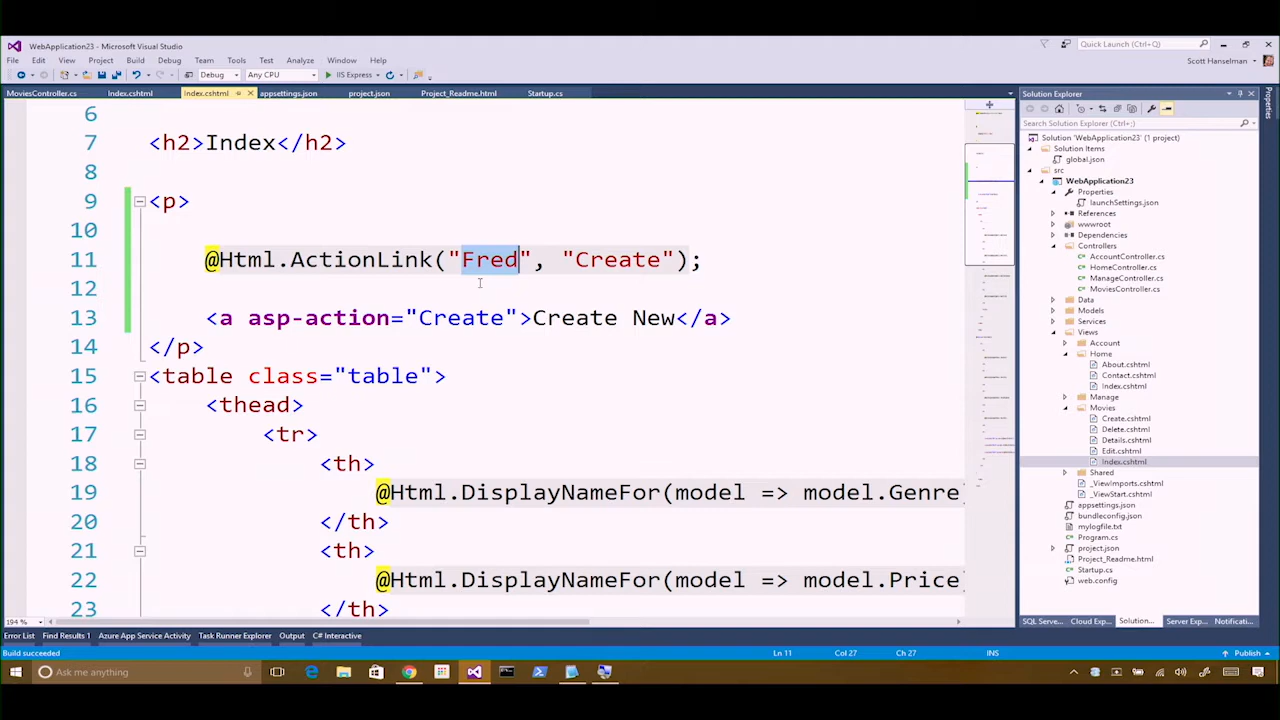 WebApplication23 - Microsoft Visual Studio
Quick Launch (Ctrl+Q)
File Edit View Project Build Debug Team Tools Test Analyze Window Help
Scott Hanselman
Debug Any CPU IIS Express
MoviesController.cs Index.cshtml Index.cshtml appsettings.json project.json Project_Readme.html Startup.cs
6
7 <h2>Index</h2>
8
9 <p>
10
11 @Html.ActionLink("Fred", "Create");
12
13 <a asp-action="Create">Create New</a>
14 </p>
15 <table class="table">
16 <thead>
17 <tr>
18 <th>
19 @Html.DisplayNameFor(model => model.Genre)
20 </th>
21 <th>
22 @Html.DisplayNameFor(model => model.Price)
23 </th>
Solution Explorer
Search Solution Explorer (Ctrl+;)
Solution 'WebApplication23' (1 project)
Solution Items
global.json
src
WebApplication23
Properties
launchSettings.json
References
wwwroot
Dependencies
Controllers
AccountController.cs
HomeController.cs
ManageController.cs
MoviesController.cs
Data
Models
Services
Views
Account
Home
About.cshtml
Contact.cshtml
Index.cshtml
Manage
Movies
Create.cshtml
Delete.cshtml
Details.cshtml
Edit.cshtml
Index.cshtml
Shared
_ViewImports.cshtml
_ViewStart.cshtml
appsettings.json
bundleconfig.json
mylogfile.txt
Program.cs
project.json
Project_Readme.html
Startup.cs
web.config
Properties
194 %
SQL Serve... Cloud Exp... Solution... Server Exp... Notificati...
Error List Find Results 1 Azure App Service Activity Task Runner Explorer Output C# Interactive
Build succeeded Ln 11 Col 27 Ch 27 INS Publish
Ask me anything